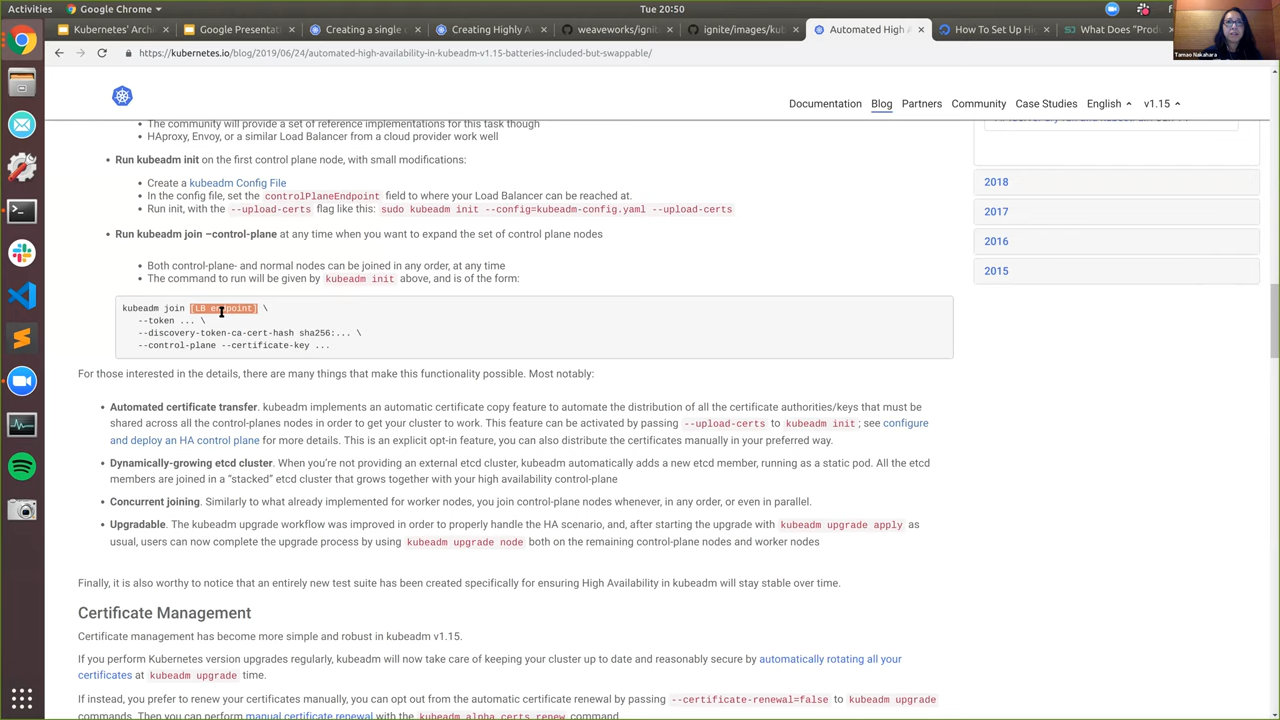 Activities
Google Chrome
Tue 20:50
Kubernetes' Arch
Google Presentat
Creating a single c
Creating Highly A
weaveworks/ignit
ignite/images/kub
Automated High A
How To Set Up Hi
What Does "Produ
Tamao Nakahara
https://kubernetes.io/blog/2019/06/24/automated-high-availability-in-kubeadm-v1.15-batteries-included-but-swappable/
Documentation Blog Partners Community Case Studies English v1.15
The community will provide a set of reference implementations for this task though
HAproxy, Envoy, or a similar Load Balancer from a cloud provider work well
Run kubeadm init on the first control plane node, with small modifications:
Create a kubeadm Config File
In the config file, set the controlPlaneEndpoint field to where your Load Balancer can be reached at.
Run init, with the --upload-certs flag like this: sudo kubeadm init --config=kubeadm-config.yaml --upload-certs
Run kubeadm join –control-plane at any time when you want to expand the set of control plane nodes
Both control-plane- and normal nodes can be joined in any order, at any time
The command to run will be given by kubeadm init above, and is of the form:
kubeadm join [LB endpoint] \
--token ... \
--discovery-token-ca-cert-hash sha256:... \
--control-plane --certificate-key ...
For those interested in the details, there are many things that make this functionality possible. Most notably:
Automated certificate transfer. kubeadm implements an automatic certificate copy feature to automate the distribution of all the certificate authorities/keys that must be
shared across all the control-planes nodes in order to get your cluster to work. This feature can be activated by passing --upload-certs to kubeadm init; see configure
and deploy an HA control plane for more details. This is an explicit opt-in feature, you can also distribute the certificates manually in your preferred way.
Dynamically-growing etcd cluster. When you're not providing an external etcd cluster, kubeadm automatically adds a new etcd member, running as a static pod. All the etcd
members are joined in a "stacked" etcd cluster that grows together with your high availability control-plane
Concurrent joining. Similarly to what already implemented for worker nodes, you join control-plane nodes whenever, in any order, or even in parallel.
Upgradable. The kubeadm upgrade workflow was improved in order to properly handle the HA scenario, and, after starting the upgrade with kubeadm upgrade apply as
usual, users can now complete the upgrade process by using kubeadm upgrade node both on the remaining control-plane nodes and worker nodes
Finally, it is also worthy to notice that an entirely new test suite has been created specifically for ensuring High Availability in kubeadm will stay stable over time.
Certificate Management
Certificate management has become more simple and robust in kubeadm v1.15.
If you perform Kubernetes version upgrades regularly, kubeadm will now take care of keeping your cluster up to date and reasonably secure by automatically rotating all your
certificates at kubeadm upgrade time.
If instead, you prefer to renew your certificates manually, you can opt out from the automatic certificate renewal by passing --certificate-renewal=false to kubeadm upgrade
commands. Then you can perform manual certificate renewal with the kubeadm alpha certs renew command.
2018
2017
2016
2015